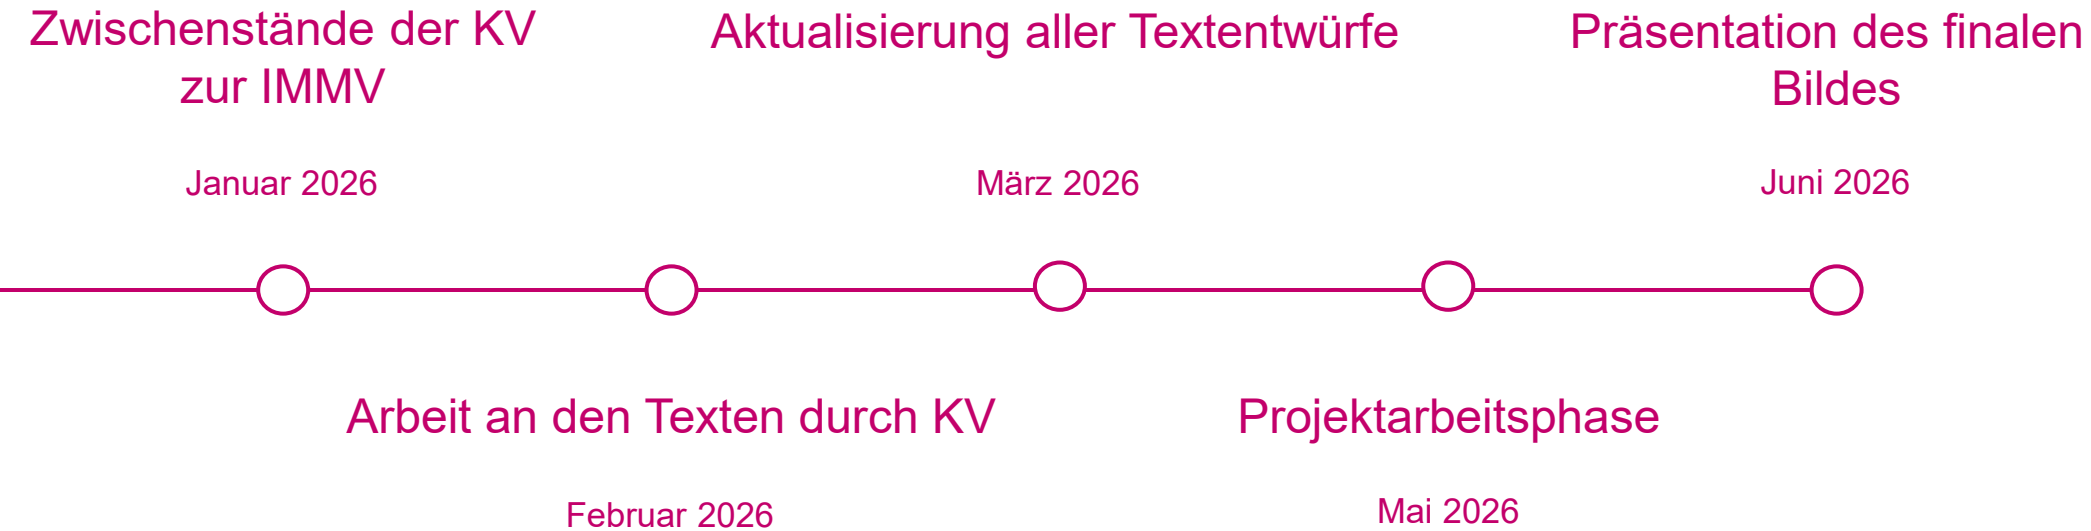 Zwischenstände der KV
zur IMMV
Januar 2026
Arbeit an den Texten durch KV
Februar 2026
Aktualisierung aller Textentwürfe
März 2026
Projektarbeitsphase
Mai 2026
Präsentation des finalen
Bildes
Juni 2026